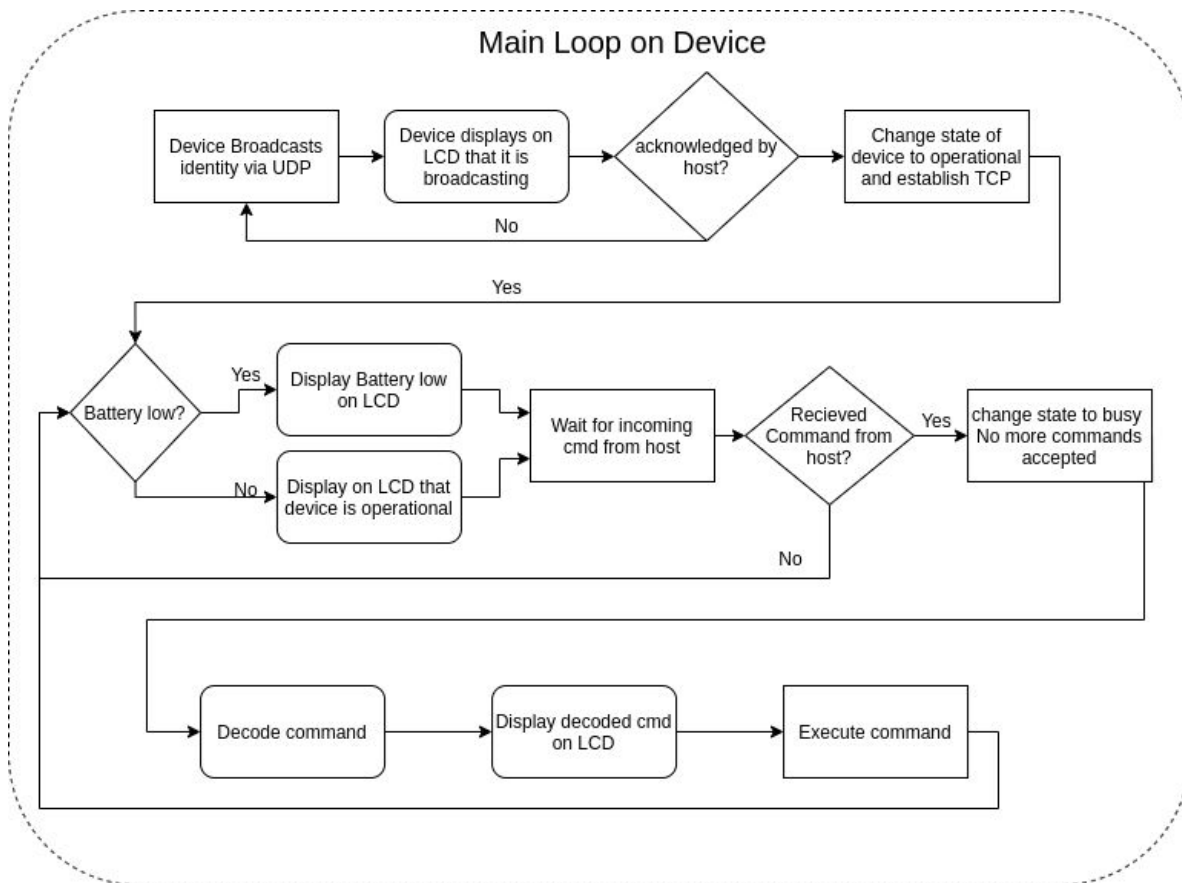 Main Loop on Device
Device Broadcasts
identity via UDP
Device displays on
LCD that it is
broadcasting
acknowledged by
host?
Change state of
device to operational
and establish TCP
No
Yes
Battery low?
Yes
Display Battery low
on LCD
No
Display on LCD that
device is operational
Wait for incoming
cmd from host
Recieved
Command from
host?
Yes
change state to busy
No more commands
accepted
No
Decode command
Display decoded cmd
on LCD
Execute command